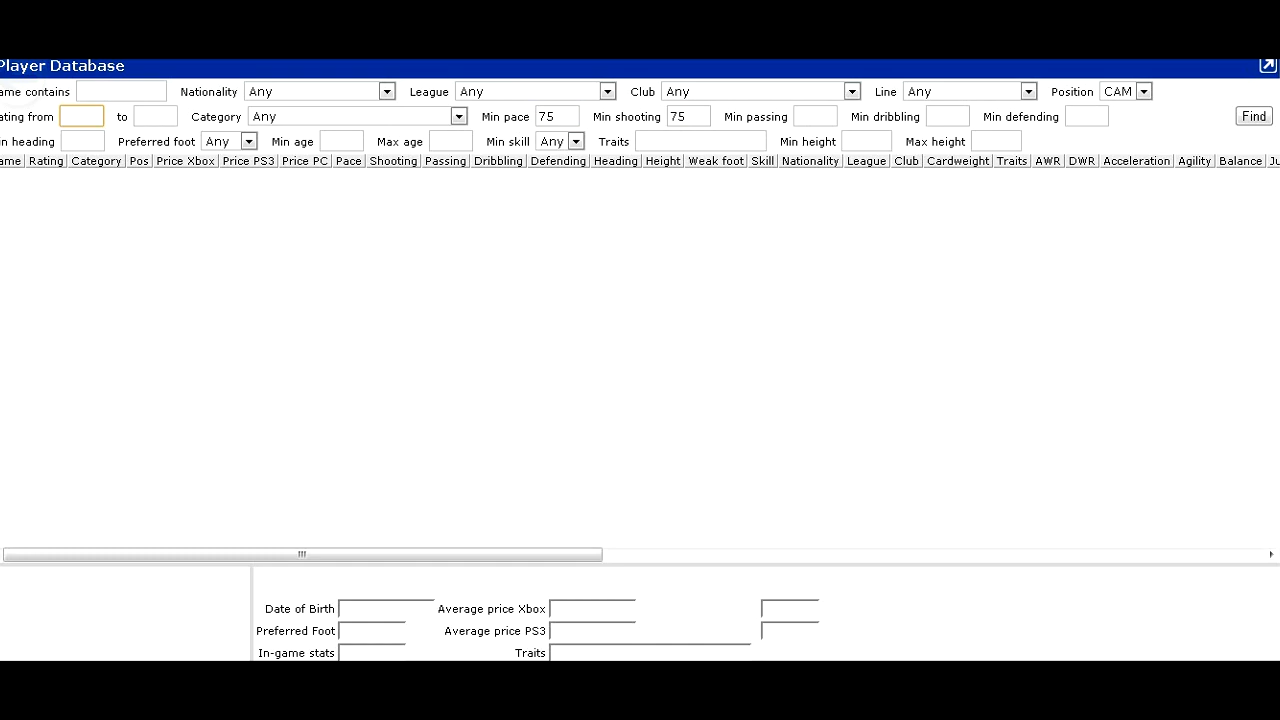 Player Database
ame contains Nationality Any League Any Club Any Line Any Position CAM
ating from to Category Any Min pace 75 Min shooting 75 Min passing Min dribbling Min defending Find
n heading Preferred foot Any Min age Max age Min skill Any Traits Min height Max height
ame Rating Category Pos Price Xbox Price PS3 Price PC Pace Shooting Passing Dribbling Defending Heading Height Weak foot Skill Nationality League Club Cardweight Traits AWR DWR Acceleration Agility Balance Ju
Date of Birth Average price Xbox
Preferred Foot Average price PS3
In-game stats Traits